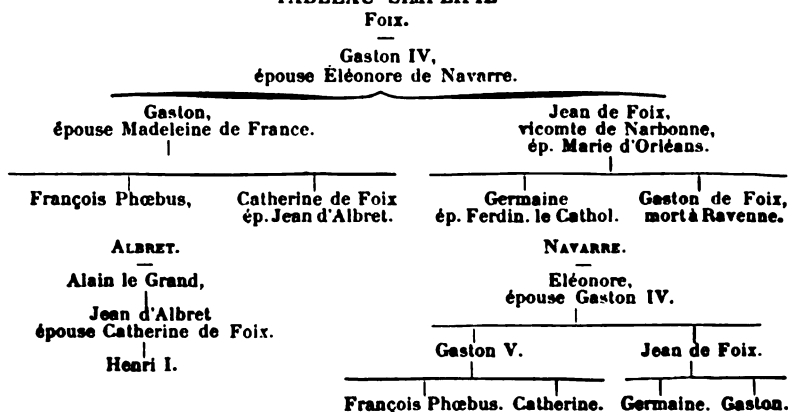 TABLEAU SIMPLIFIÉ
FOIX.
Gaston IV,
épouse Éléonore de Navarre.
Gaston,
épouse Madeleine de France.
Jean de Foix,
vicomte de Narbonne,
ép. Marie d'Orléans.
François Phœbus,
Catherine de Foix
ép. Jean d'Albret.
Germaine
ép. Ferdin. le Cathol.
Gaston de Foix,
mort à Ravenne.
ALBRET.
Alain le Grand,
Jean d'Albret
épouse Catherine de Foix.
Henri I.
NAVARRE.
Eléonore,
épouse Gaston IV.
Gaston V.
Jean de Foix.
François Phœbus. Catherine. Germaine. Gaston.